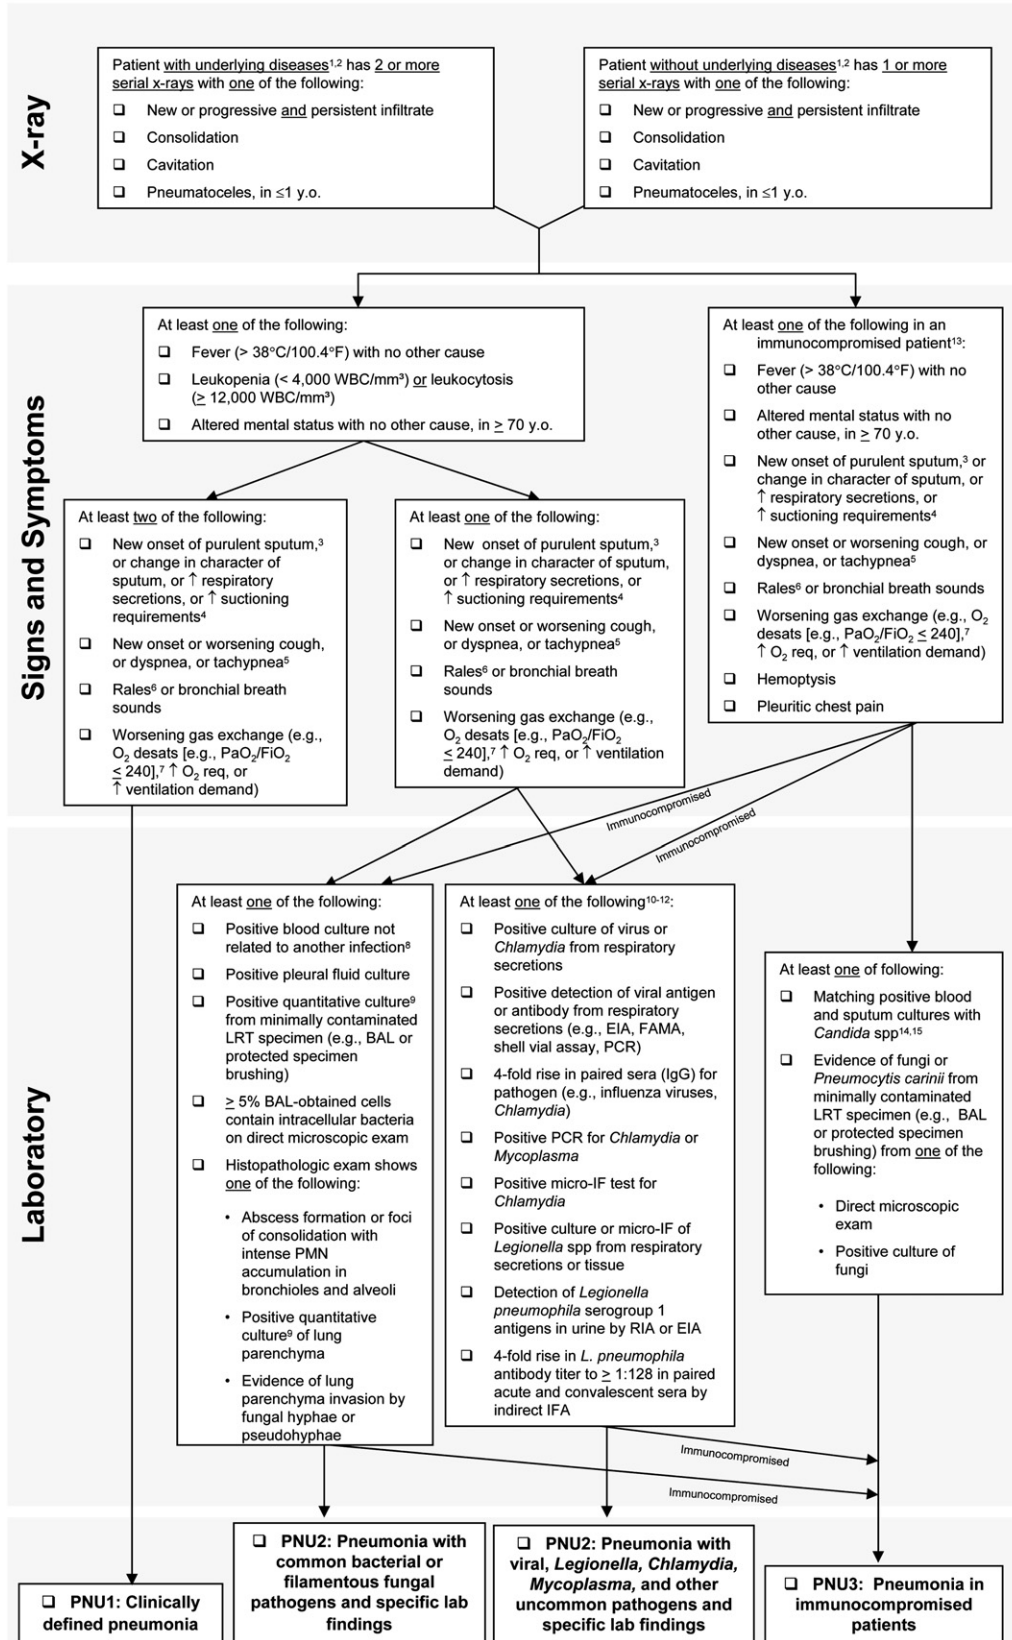 X-ray
Patient with underlying diseases1,2 has 2 or more
serial x-rays with one of the following:
❑ New or progressive and persistent infiltrate
❑ Consolidation
❑ Cavitation
❑ Pneumatoceles, in ≤1 y.o.
Patient without underlying diseases1,2 has 1 or more
serial x-rays with one of the following:
❑ New or progressive and persistent infiltrate
❑ Consolidation
❑ Cavitation
❑ Pneumatoceles, in ≤1 y.o.
Signs and Symptoms
At least one of the following:
❑ Fever (> 38°C/100.4°F) with no other cause
❑ Leukopenia (< 4,000 WBC/mm³) or leukocytosis
(≥ 12,000 WBC/mm³)
❑ Altered mental status with no other cause, in ≥ 70 y.o.
At least one of the following in an
immunocompromised patient13:
❑ Fever (> 38°C/100.4°F) with no
other cause
❑ Altered mental status with no
other cause, in ≥ 70 y.o.
❑ New onset of purulent sputum,3 or
change in character of sputum, or
↑ respiratory secretions, or
↑ suctioning requirements4
❑ New onset or worsening cough, or
dyspnea, or tachypnea5
❑ Rales6 or bronchial breath sounds
❑ Worsening gas exchange (e.g., O2
desats [e.g., PaO2/FiO2 ≤ 240],7
↑ O2 req, or ↑ ventilation demand)
❑ Hemoptysis
❑ Pleuritic chest pain
At least two of the following:
❑ New onset of purulent sputum,3
or change in character of
sputum, or ↑ respiratory
secretions, or ↑ suctioning
requirements4
❑ New onset or worsening cough,
or dyspnea, or tachypnea5
❑ Rales6 or bronchial breath
sounds
❑ Worsening gas exchange (e.g.,
O2 desats [e.g., PaO2/FiO2
≤ 240],7 ↑ O2 req, or
↑ ventilation demand)
At least one of the following:
❑ New onset of purulent sputum,3
or change in character of sputum,
or ↑ respiratory secretions, or
↑ suctioning requirements4
❑ New onset or worsening cough,
or dyspnea, or tachypnea5
❑ Rales6 or bronchial breath
sounds
❑ Worsening gas exchange (e.g.,
O2 desats [e.g., PaO2/FiO2
≤ 240],7 ↑ O2 req, or ↑ ventilation
demand)
Immunocompromised
Immunocompromised
Laboratory
At least one of the following:
❑ Positive blood culture not
related to another infection8
❑ Positive pleural fluid culture
❑ Positive quantitative culture9
from minimally contaminated
LRT specimen (e.g., BAL or
protected specimen
brushing)
❑ ≥ 5% BAL-obtained cells
contain intracellular bacteria
on direct microscopic exam
❑ Histopathologic exam shows
one of the following:
• Abscess formation or foci
of consolidation with
intense PMN
accumulation in
bronchioles and alveoli
• Positive quantitative
culture9 of lung
parenchyma
• Evidence of lung
parenchyma invasion by
fungal hyphae or
pseudohyphae
At least one of the following10-12:
❑ Positive culture of virus or
Chlamydia from respiratory
secretions
❑ Positive detection of viral antigen
or antibody from respiratory
secretions (e.g., EIA, FAMA,
shell vial assay, PCR)
❑ 4-fold rise in paired sera (IgG) for
pathogen (e.g., influenza viruses,
Chlamydia)
❑ Positive PCR for Chlamydia or
Mycoplasma
❑ Positive micro-IF test for
Chlamydia
❑ Positive culture or micro-IF of
Legionella spp from respiratory
secretions or tissue
❑ Detection of Legionella
pneumophila serogroup 1
antigens in urine by RIA or EIA
❑ 4-fold rise in L. pneumophila
antibody titer to ≥ 1:128 in paired
acute and convalescent sera by
indirect IFA
At least one of following:
❑ Matching positive blood
and sputum cultures with
Candida spp14,15
❑ Evidence of fungi or
Pneumocytis carinii from
minimally contaminated
LRT specimen (e.g., BAL
or protected specimen
brushing) from one of the
following:
• Direct microscopic
exam
• Positive culture of
fungi
Immunocompromised
Immunocompromised
❑ PNU1: Clinically
defined pneumonia
❑ PNU2: Pneumonia with
common bacterial or
filamentous fungal
pathogens and specific lab
findings
❑ PNU2: Pneumonia with
viral, Legionella, Chlamydia,
Mycoplasma, and other
uncommon pathogens and
specific lab findings
❑ PNU3: Pneumonia in
immunocompromised
patients